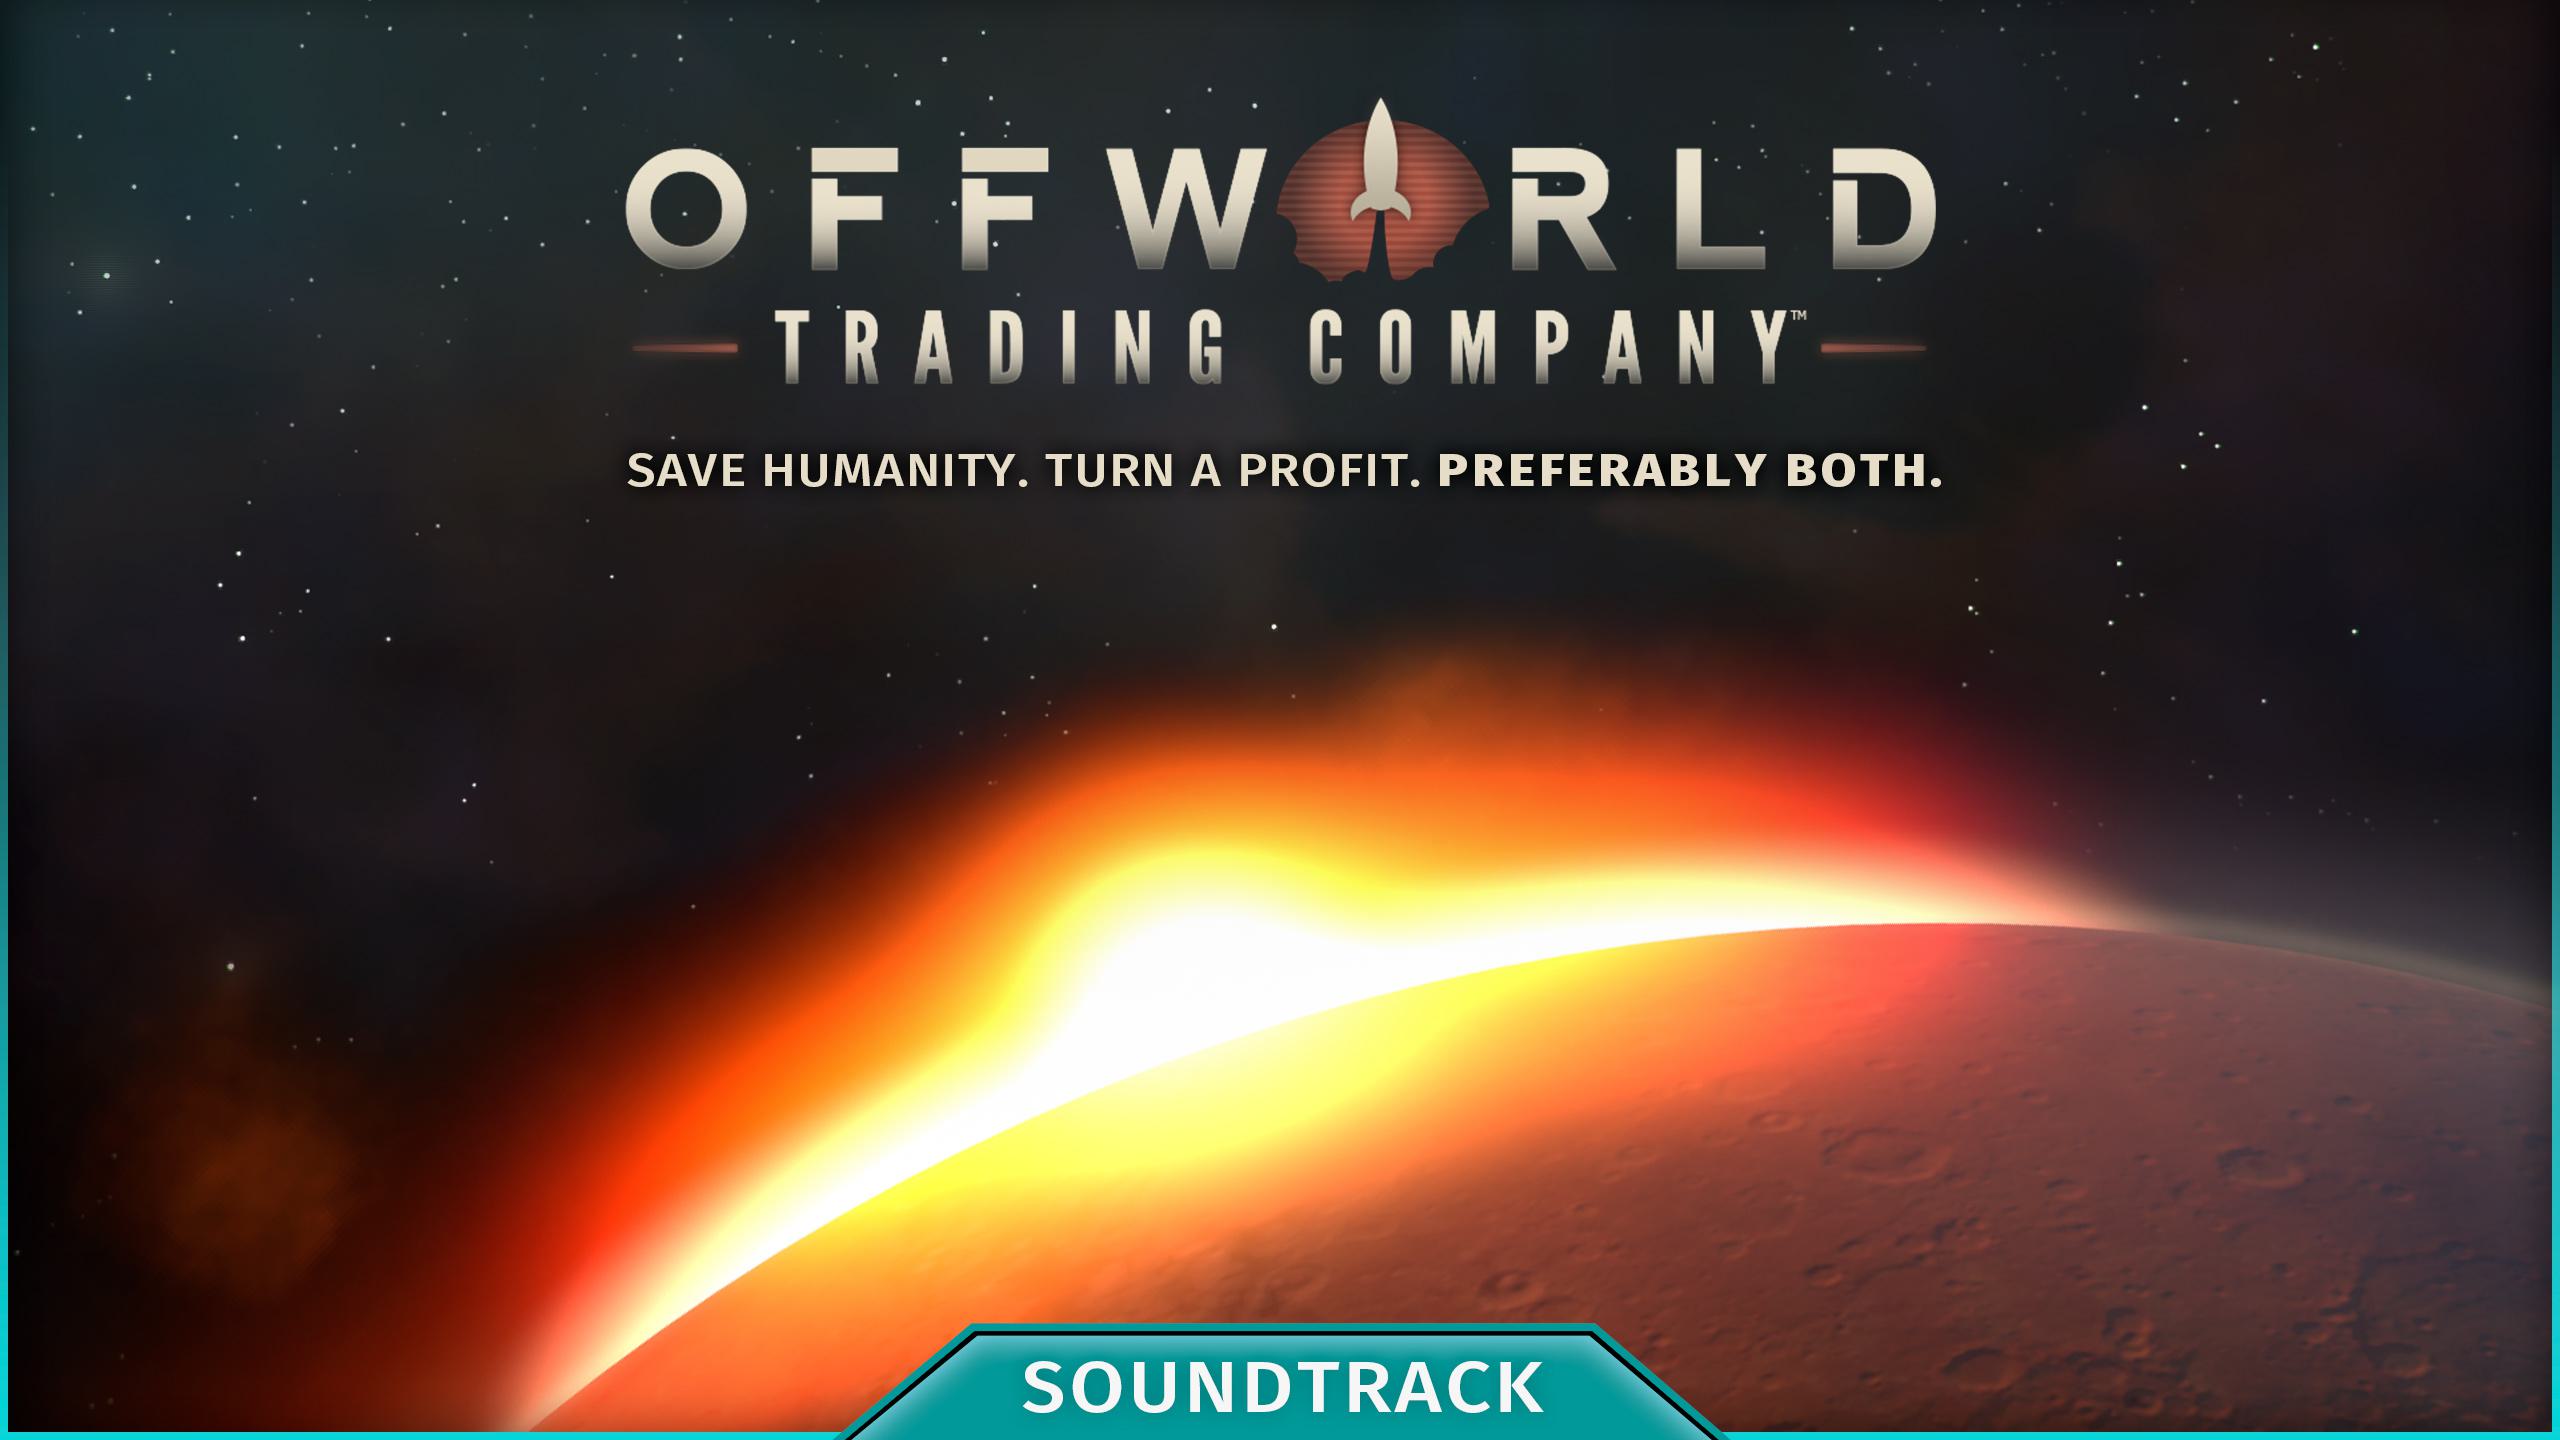 OFFWORLD
TRADING COMPANY™
SAVE HUMANITY. TURN A PROFIT. PREFERABLY BOTH.
SOUNDTRACK